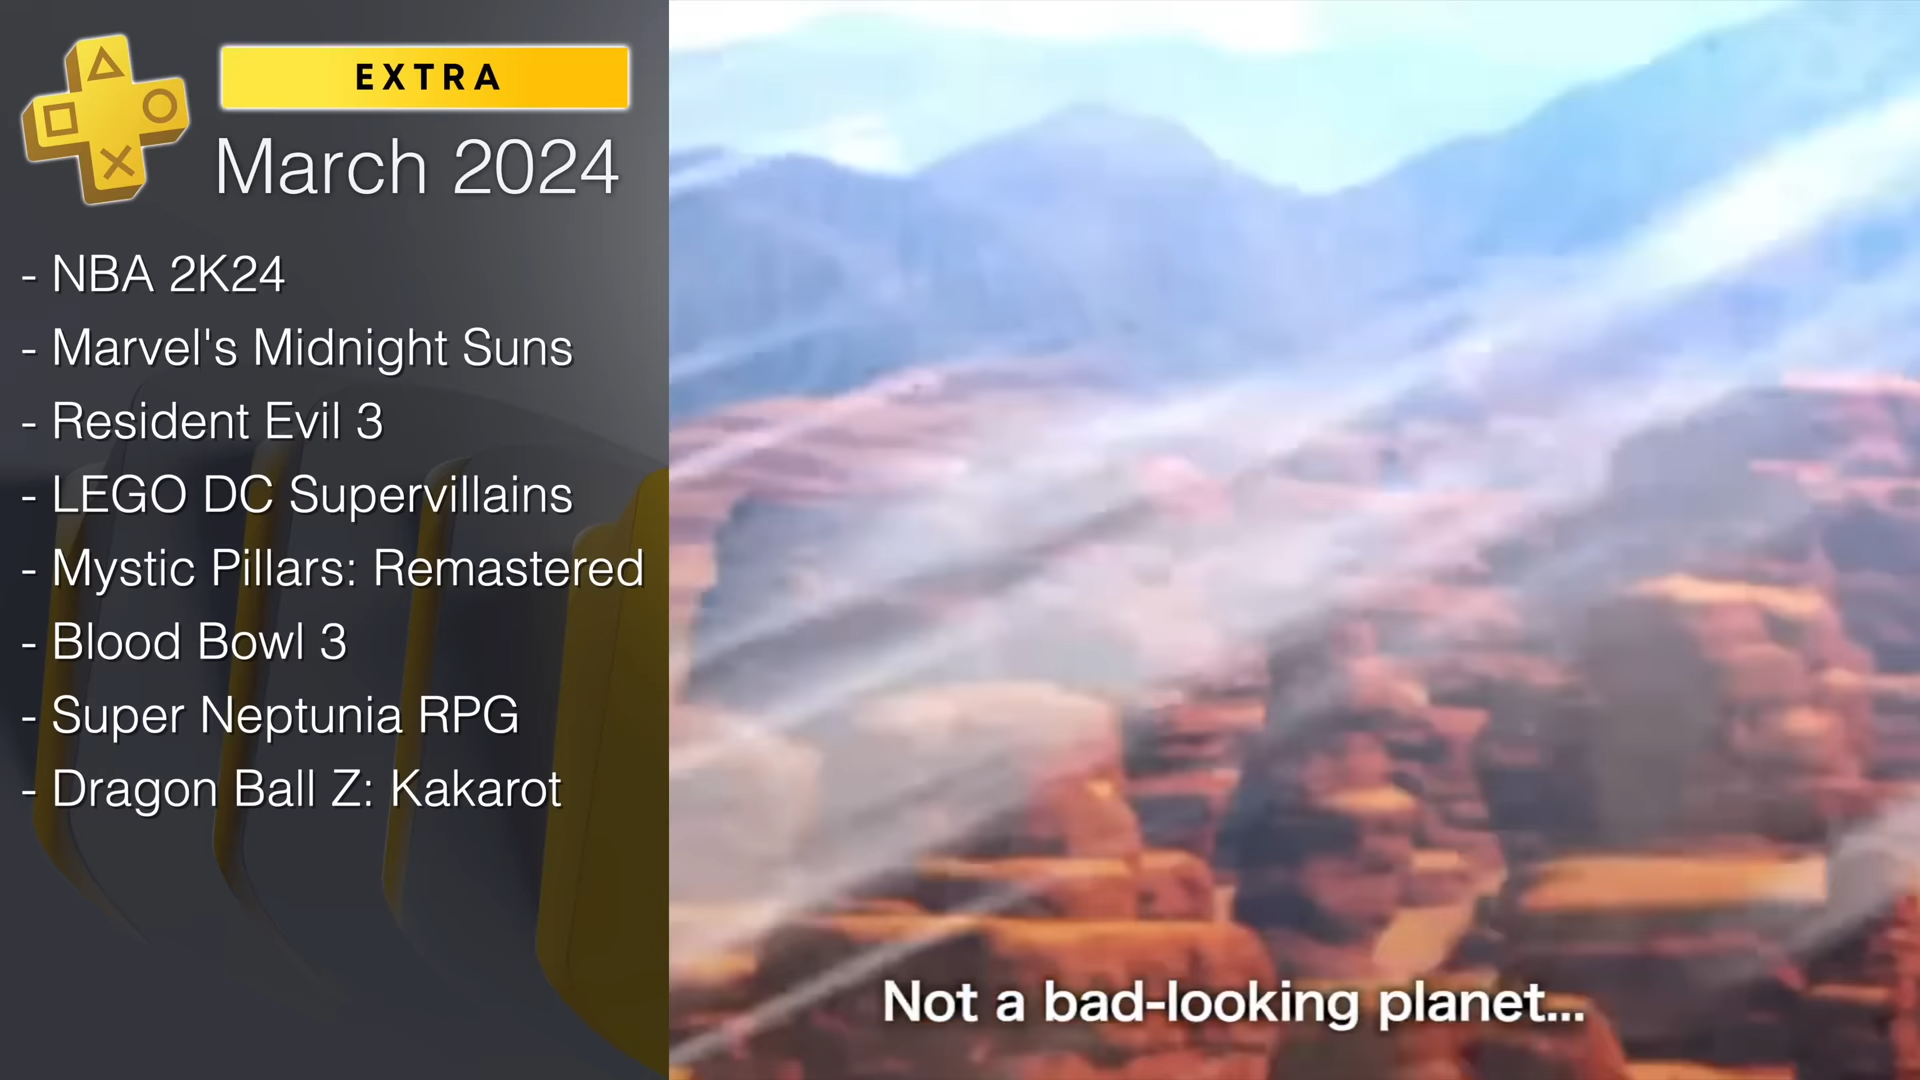 EXTRA
March 2024
- NBA 2K24
- Marvel's Midnight Suns
- Resident Evil 3
- LEGO DC Supervillains
- Mystic Pillars: Remastered
- Blood Bowl 3
- Super Neptunia RPG
- Dragon Ball Z: Kakarot
Not a bad-looking planet...